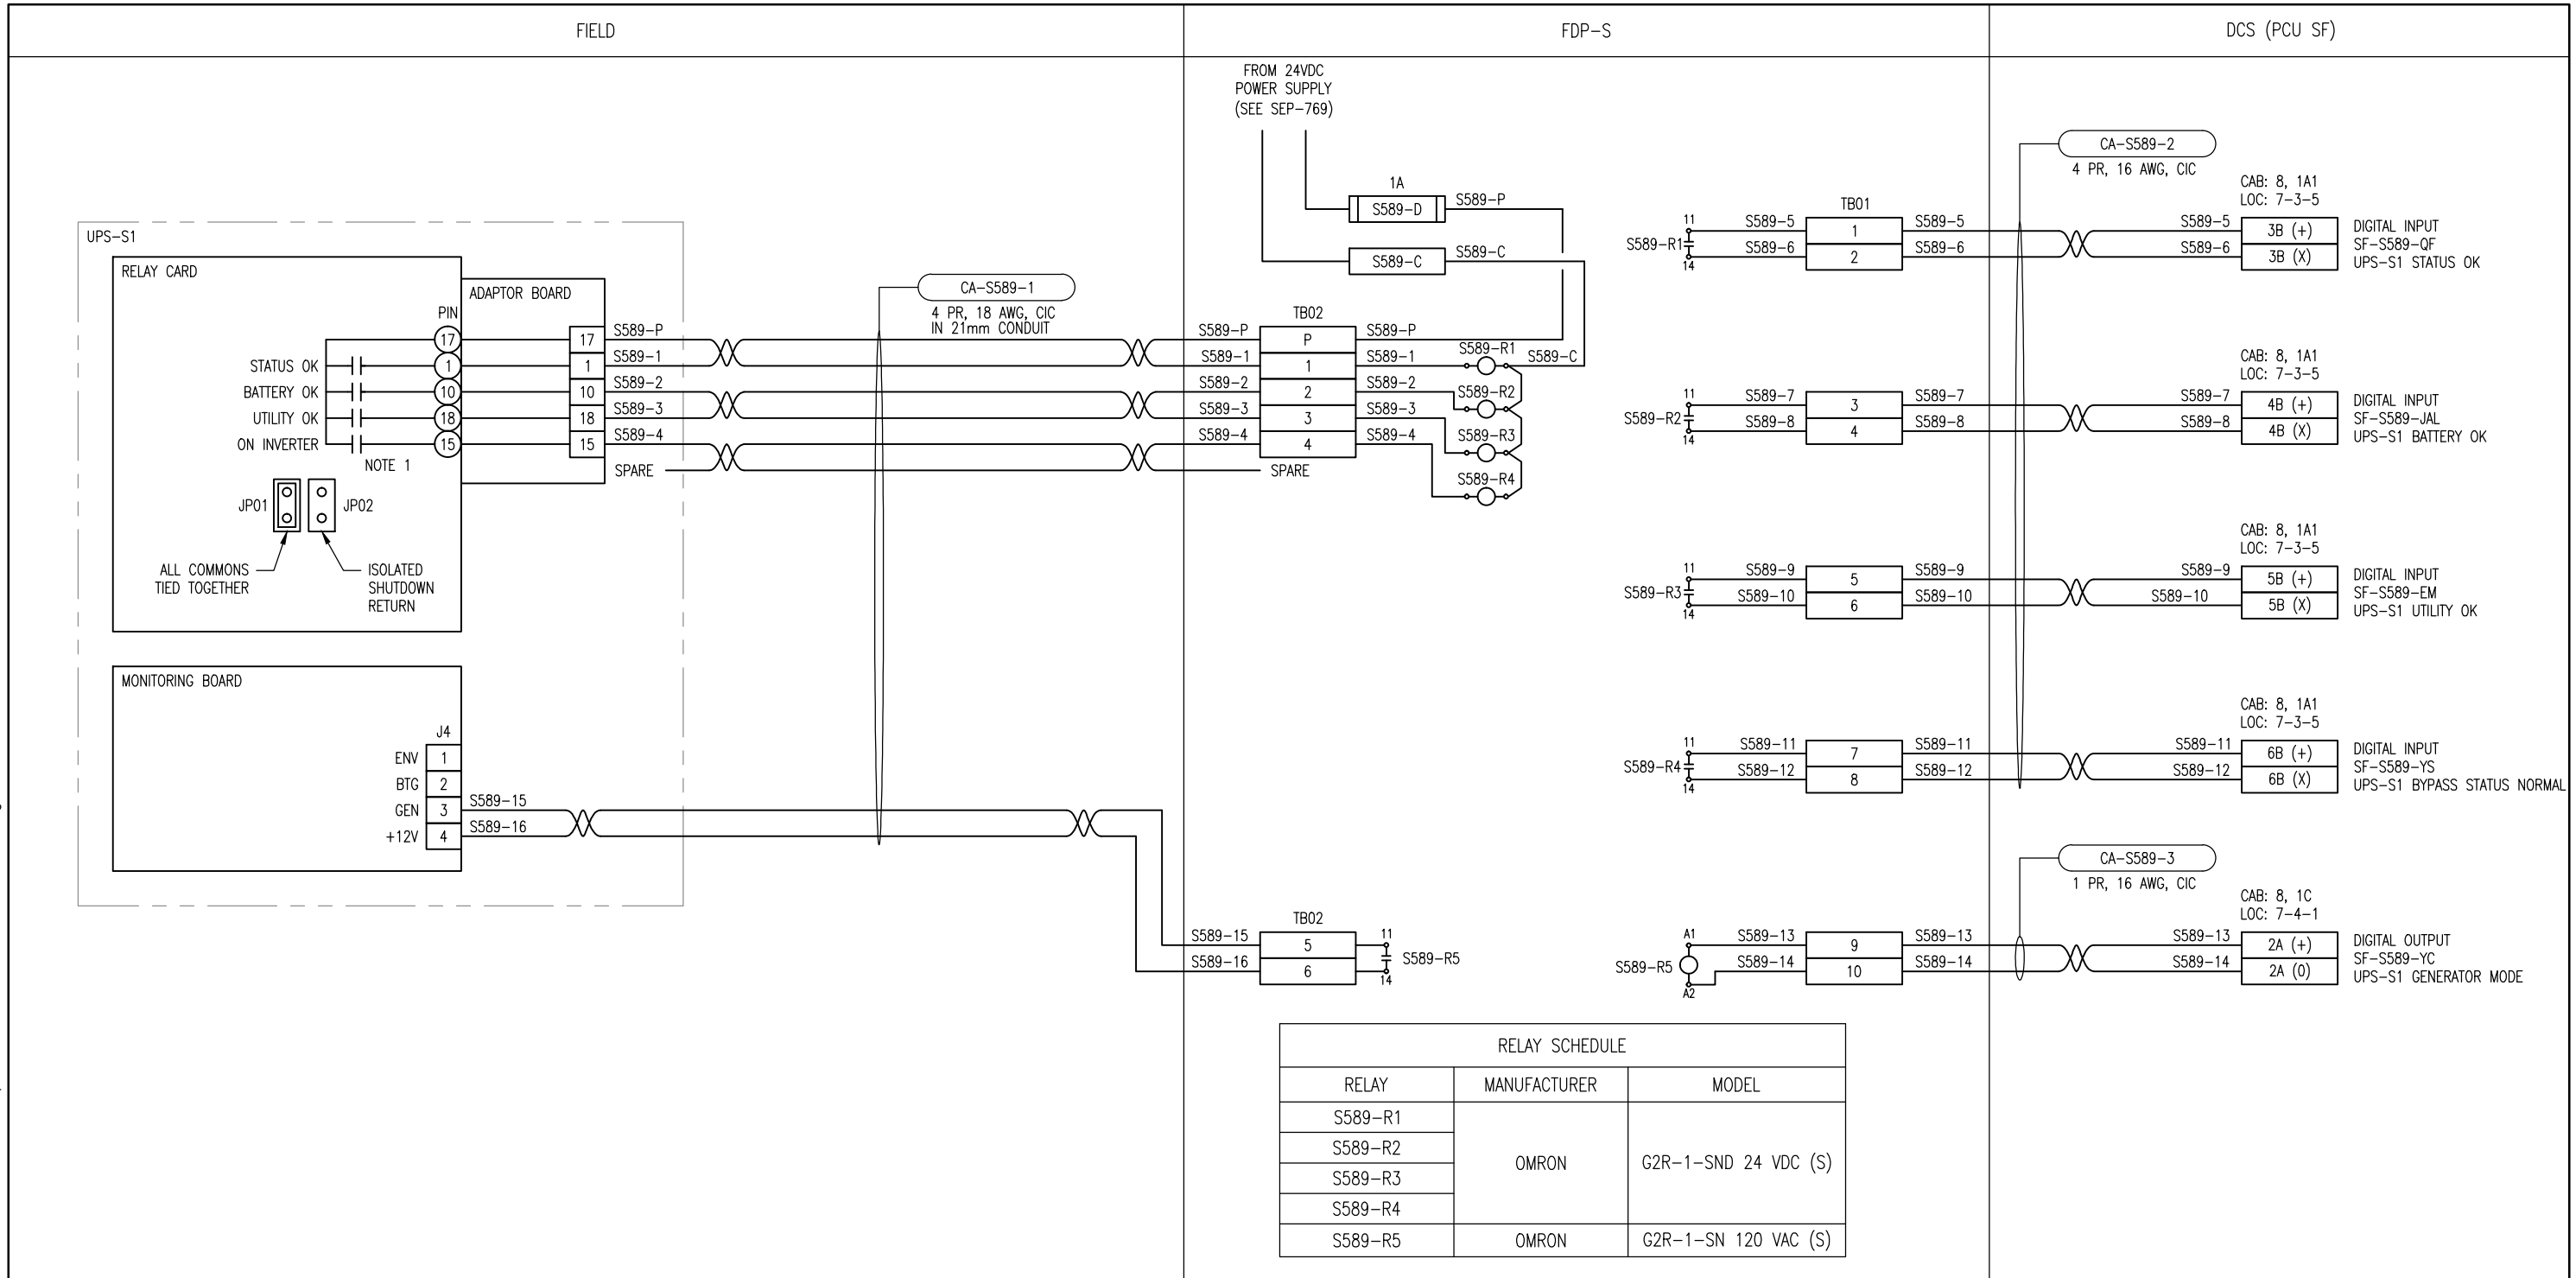 FIELD
FDP-S
DCS (PCU SF)
FROM 24VDC
POWER SUPPLY
(SEE SEP-769)
1A
S589-D
S589-P
S589-C
S589-C
UPS-S1
RELAY CARD
ADAPTOR BOARD
PIN
STATUS OK
BATTERY OK
UTILITY OK
ON INVERTER
NOTE 1
17
1
10
18
15
17
1
10
18
15
S589-P
S589-1
S589-2
S589-3
S589-4
SPARE
JP01
JP02
ALL COMMONS
TIED TOGETHER
ISOLATED
SHUTDOWN
RETURN
CA-S589-1
4 PR, 18 AWG, CIC
IN 21mm CONDUIT
TB02
S589-P
P
S589-P
S589-1
1
S589-1
S589-2
2
S589-2
S589-3
3
S589-3
S589-4
4
S589-4
SPARE
S589-R1
S589-C
S589-R2
S589-R3
S589-R4
MONITORING BOARD
J4
ENV 1
BTG 2
GEN 3
+12V 4
S589-15
S589-16
TB02
S589-15
5
S589-16
6
11
S589-R5
14
TB01
11
S589-R1
14
S589-5
1
S589-5
S589-6
2
S589-6
11
S589-R2
14
S589-7
3
S589-7
S589-8
4
S589-8
11
S589-R3
14
S589-9
5
S589-9
S589-10
6
S589-10
11
S589-R4
14
S589-11
7
S589-11
S589-12
8
S589-12
A1
S589-R5
A2
S589-13
9
S589-13
S589-14
10
S589-14
CA-S589-2
4 PR, 16 AWG, CIC
CAB: 8, 1A1
LOC: 7-3-5
S589-5
3B (+)
S589-6
3B (X)
DIGITAL INPUT
SF-S589-QF
UPS-S1 STATUS OK
CAB: 8, 1A1
LOC: 7-3-5
S589-7
4B (+)
S589-8
4B (X)
DIGITAL INPUT
SF-S589-JAL
UPS-S1 BATTERY OK
CAB: 8, 1A1
LOC: 7-3-5
S589-9
5B (+)
S589-10
5B (X)
DIGITAL INPUT
SF-S589-EM
UPS-S1 UTILITY OK
CAB: 8, 1A1
LOC: 7-3-5
S589-11
6B (+)
S589-12
6B (X)
DIGITAL INPUT
SF-S589-YS
UPS-S1 BYPASS STATUS NORMAL
CA-S589-3
1 PR, 16 AWG, CIC
CAB: 8, 1C
LOC: 7-4-1
S589-13
2A (+)
S589-14
2A (0)
DIGITAL OUTPUT
SF-S589-YC
UPS-S1 GENERATOR MODE
RELAY SCHEDULE
RELAY MANUFACTURER MODEL
S589-R1
S589-R2
S589-R3
S589-R4
OMRON G2R-1-SND 24 VDC (S)
S589-R5 OMRON G2R-1-SN 120 VAC (S)